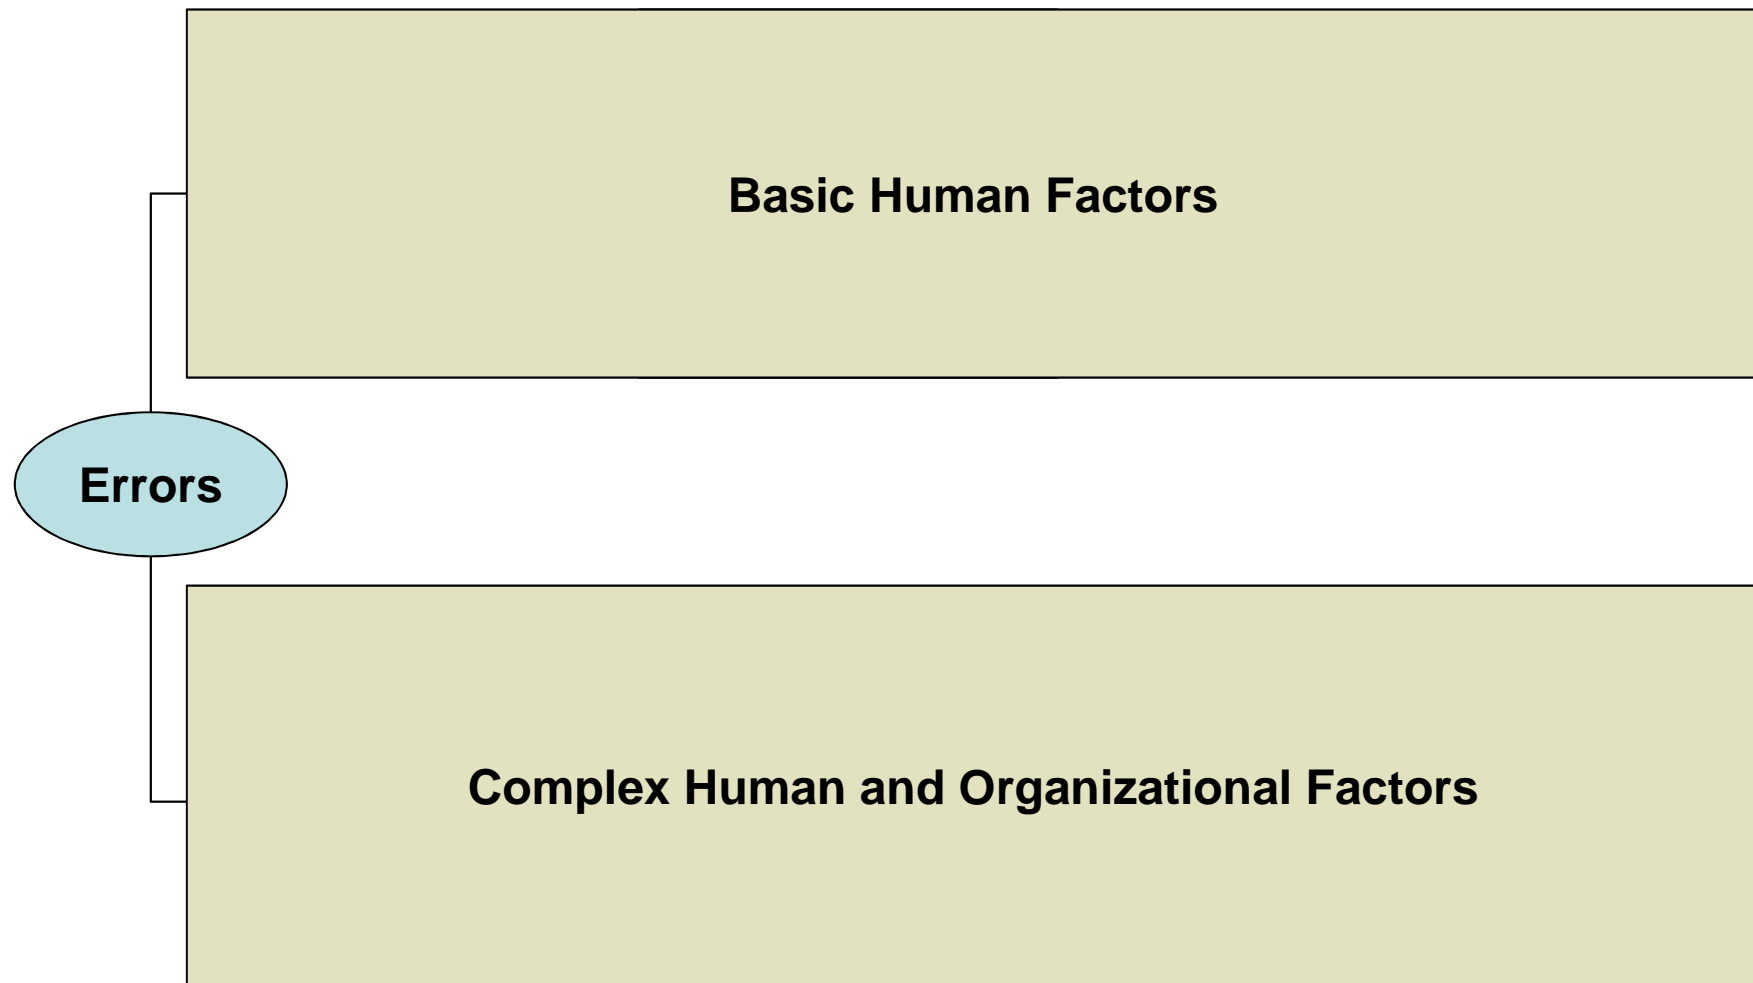 Basic Human Factors
Errors
Complex Human and Organizational Factors